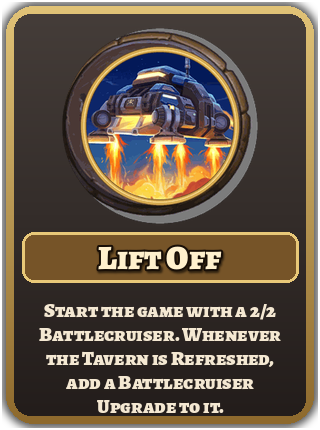 Lift Off
Start the game with a 2/2
Battlecruiser. Whenever
the Tavern is Refreshed,
add a Battlecruiser
Upgrade to it.